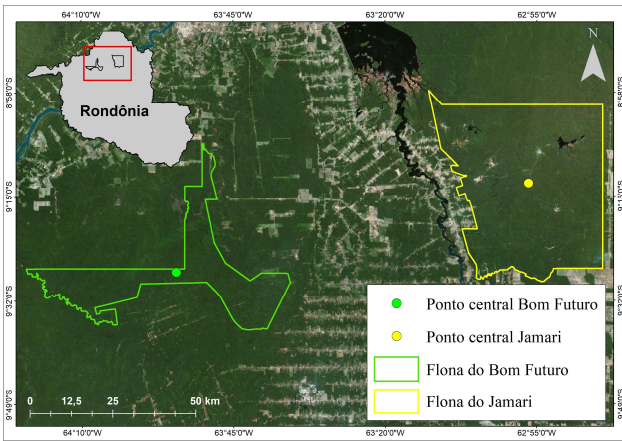 64°10'0"W 63°45'0"W 63°20'0"W 62°55'0"W
N
8°58'0"S 8°58'0"S
Rondônia
9°15'0"S 9°15'0"S
9°32'0"S 9°32'0"S
Ponto central Bom Futuro
Ponto central Jamari
Flona do Bom Futuro
Flona do Jamari
0 12,5 25 50 km
9°49'0"S 9°49'0"S
64°10'0"W 63°45'0"W 63°20'0"W 62°55'0"W